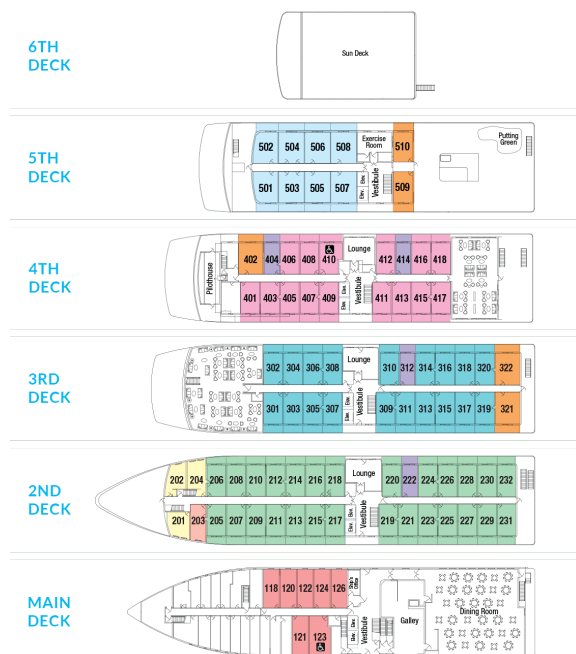 6TH
DECK
Sun Deck
5TH
DECK
502 504 506 508 Exercise Room 510
Putting
Green
501 503 505 507 Elev. Elev. Vestibule 509
4TH
DECK
Pilothouse
402 404 406 408 410 Lounge 412 414 416 418
401 403 405 407 409 Elev. Elev. Vestibule 411 413 415 417
3RD
DECK
302 304 306 308 Lounge 310 312 314 316 318 320 322
301 303 305 307 Elev. Elev. Vestibule 309 311 313 315 317 319 321
2ND
DECK
202 204 206 208 210 212 214 216 218 Lounge 220 222 224 226 228 230 232
201 203 205 207 209 211 213 215 217 Elev. Elev. Vestibule 219 221 223 225 227 229 231
MAIN
DECK
118 120 122 124 126 Ship's Office
121 123 Elev. Elev. Vestibule Galley Dining Room